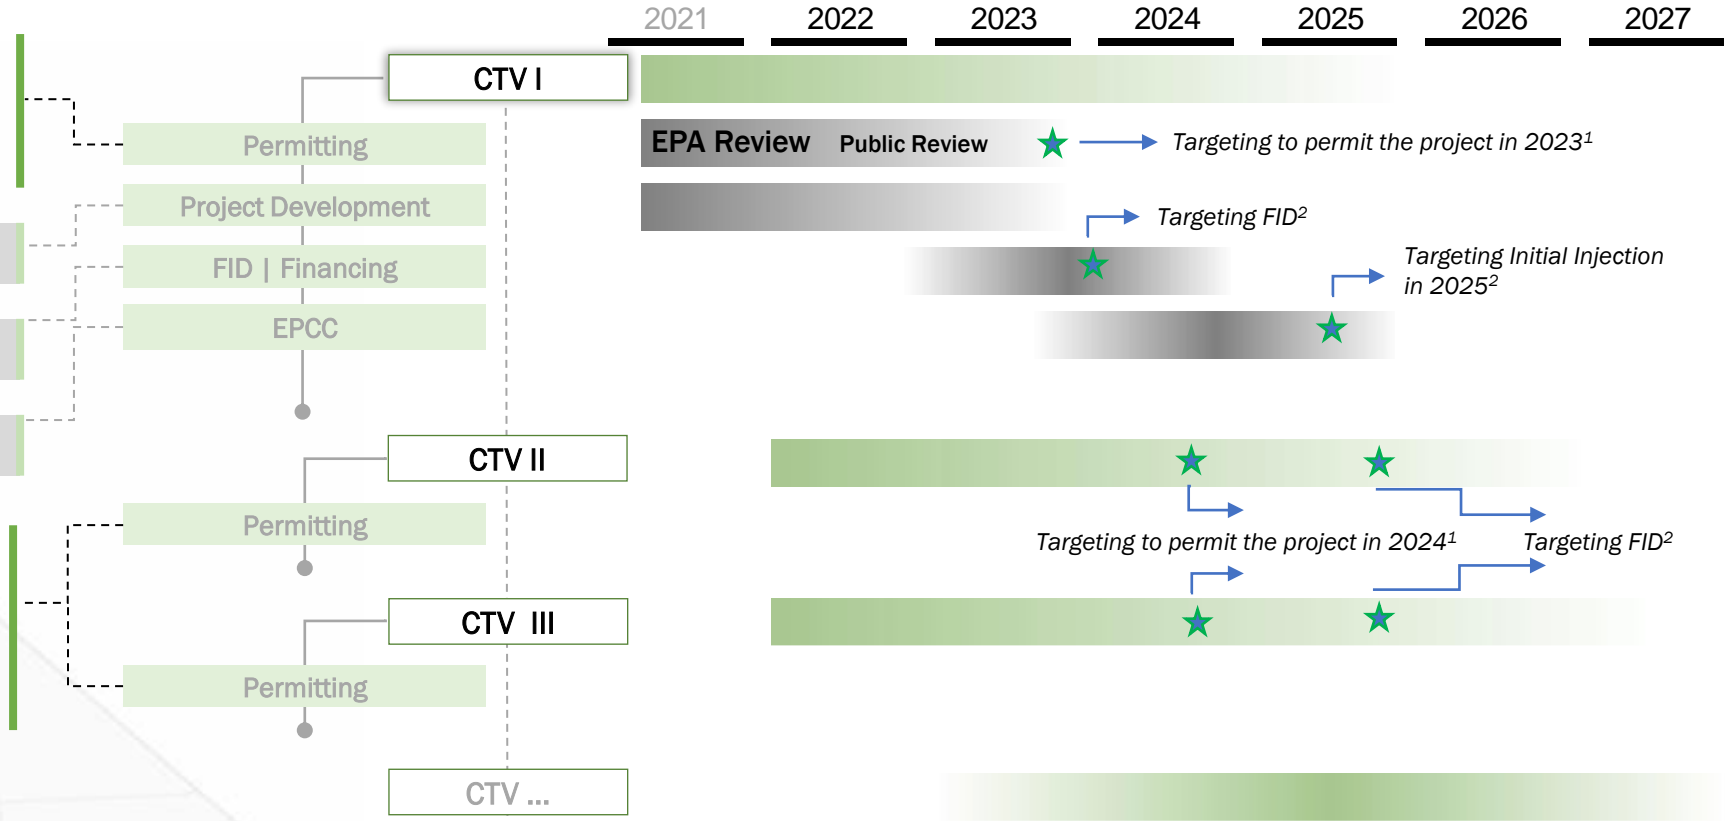 2021 2022 2023 2024 2025 2026 2027
CTV I
Permitting
EPA Review Public Review
Targeting to permit the project in 2023¹
Project Development
Targeting FID²
FID | Financing
Targeting Initial Injection
in 2025²
EPCC
CTV II
Permitting
Targeting to permit the project in 2024¹
Targeting FID²
CTV III
Permitting
CTV ...